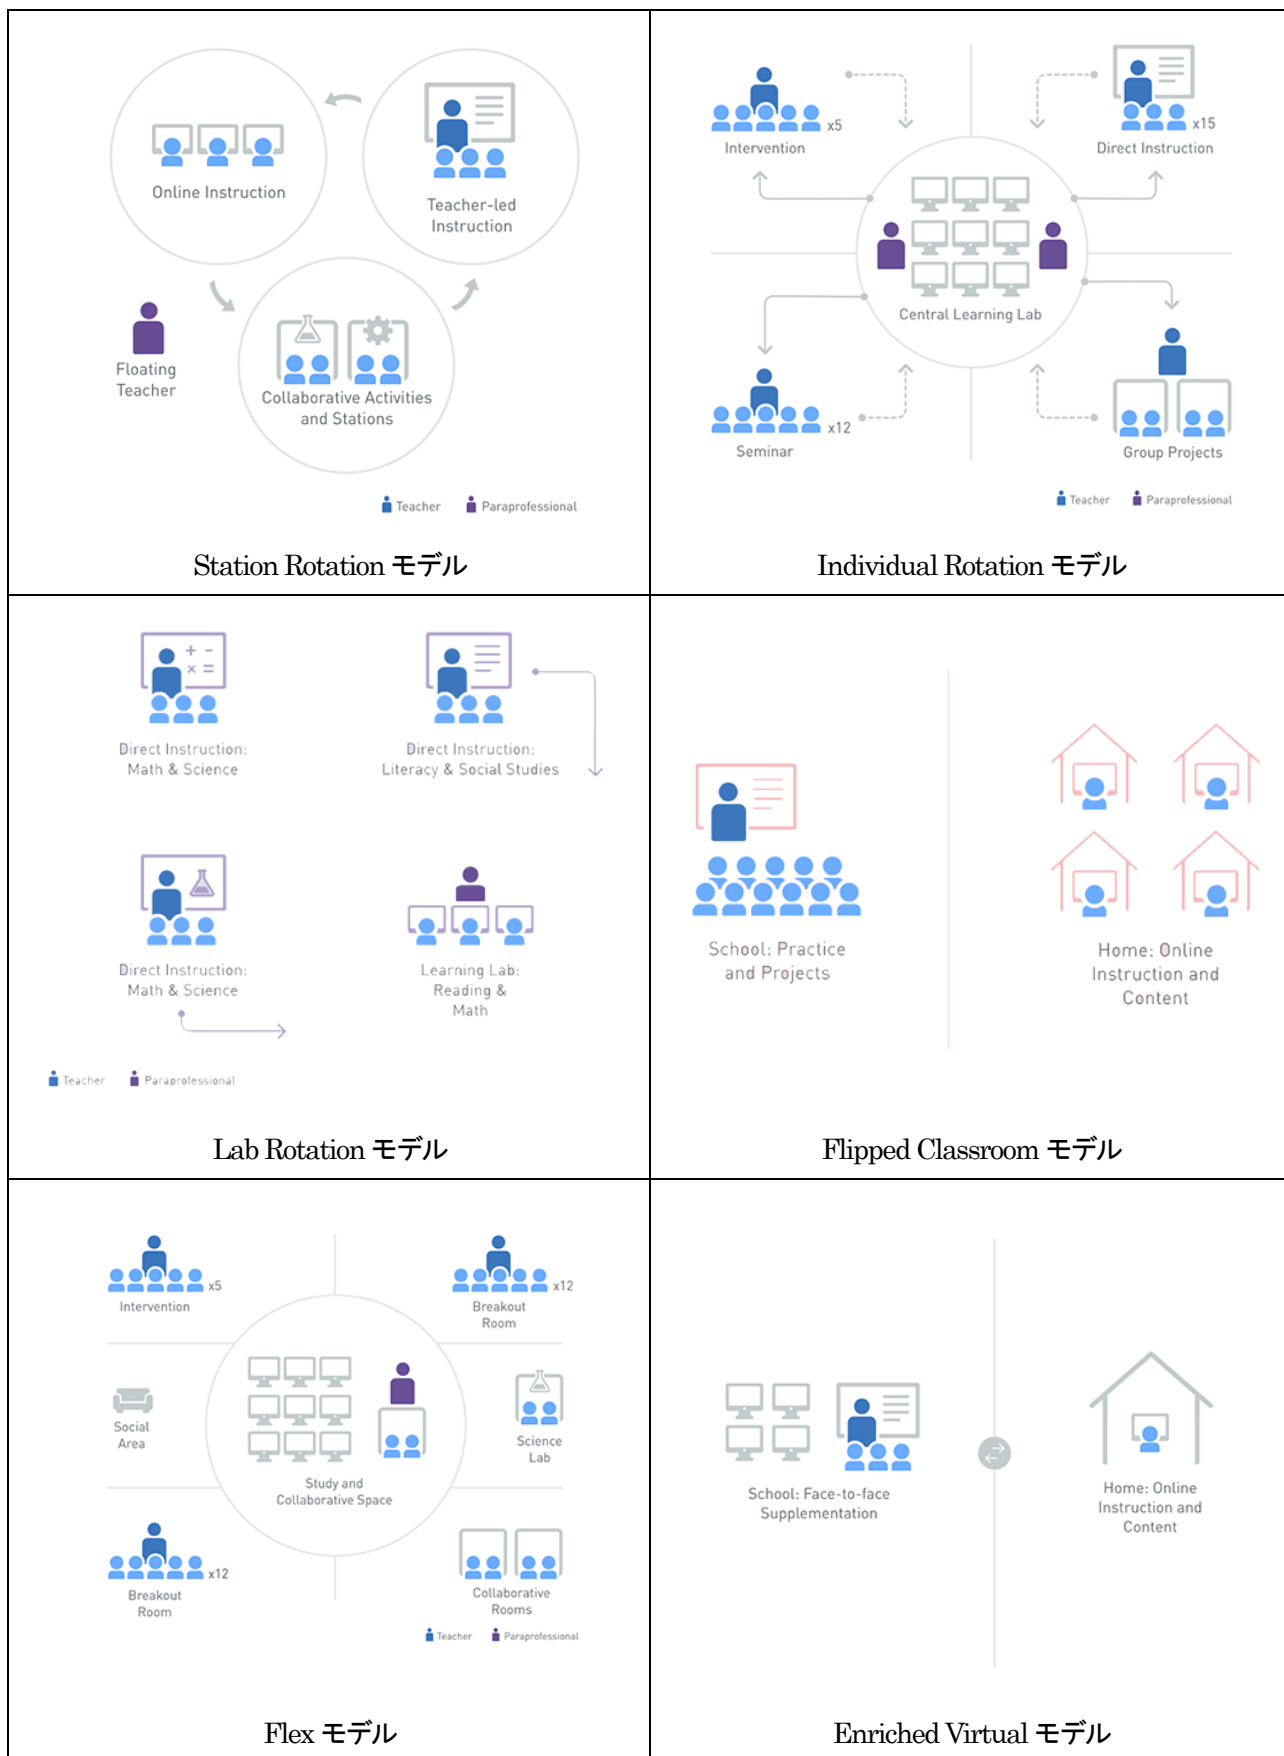 Online Instruction
Teacher-led
Instruction
Floating
Teacher
Collaborative Activities
and Stations
Teacher
Paraprofessional
Station Rotation モデル
x5
Intervention
x15
Direct Instruction
Central Learning Lab
x12
Seminar
Group Projects
Teacher
Paraprofessional
Individual Rotation モデル
+ -
× =
Direct Instruction:
Math & Science
Direct Instruction:
Literacy & Social Studies
Direct Instruction:
Math & Science
Learning Lab:
Reading &
Math
Teacher
Paraprofessional
Lab Rotation モデル
School: Practice
and Projects
Home: Online
Instruction and
Content
Flipped Classroom モデル
x5
Intervention
x12
Breakout
Room
Social
Area
Science
Lab
Study and
Collaborative Space
x12
Breakout
Room
Collaborative
Rooms
Teacher
Paraprofessional
Flex モデル
School: Face-to-face
Supplementation
Home: Online
Instruction and
Content
Enriched Virtual モデル